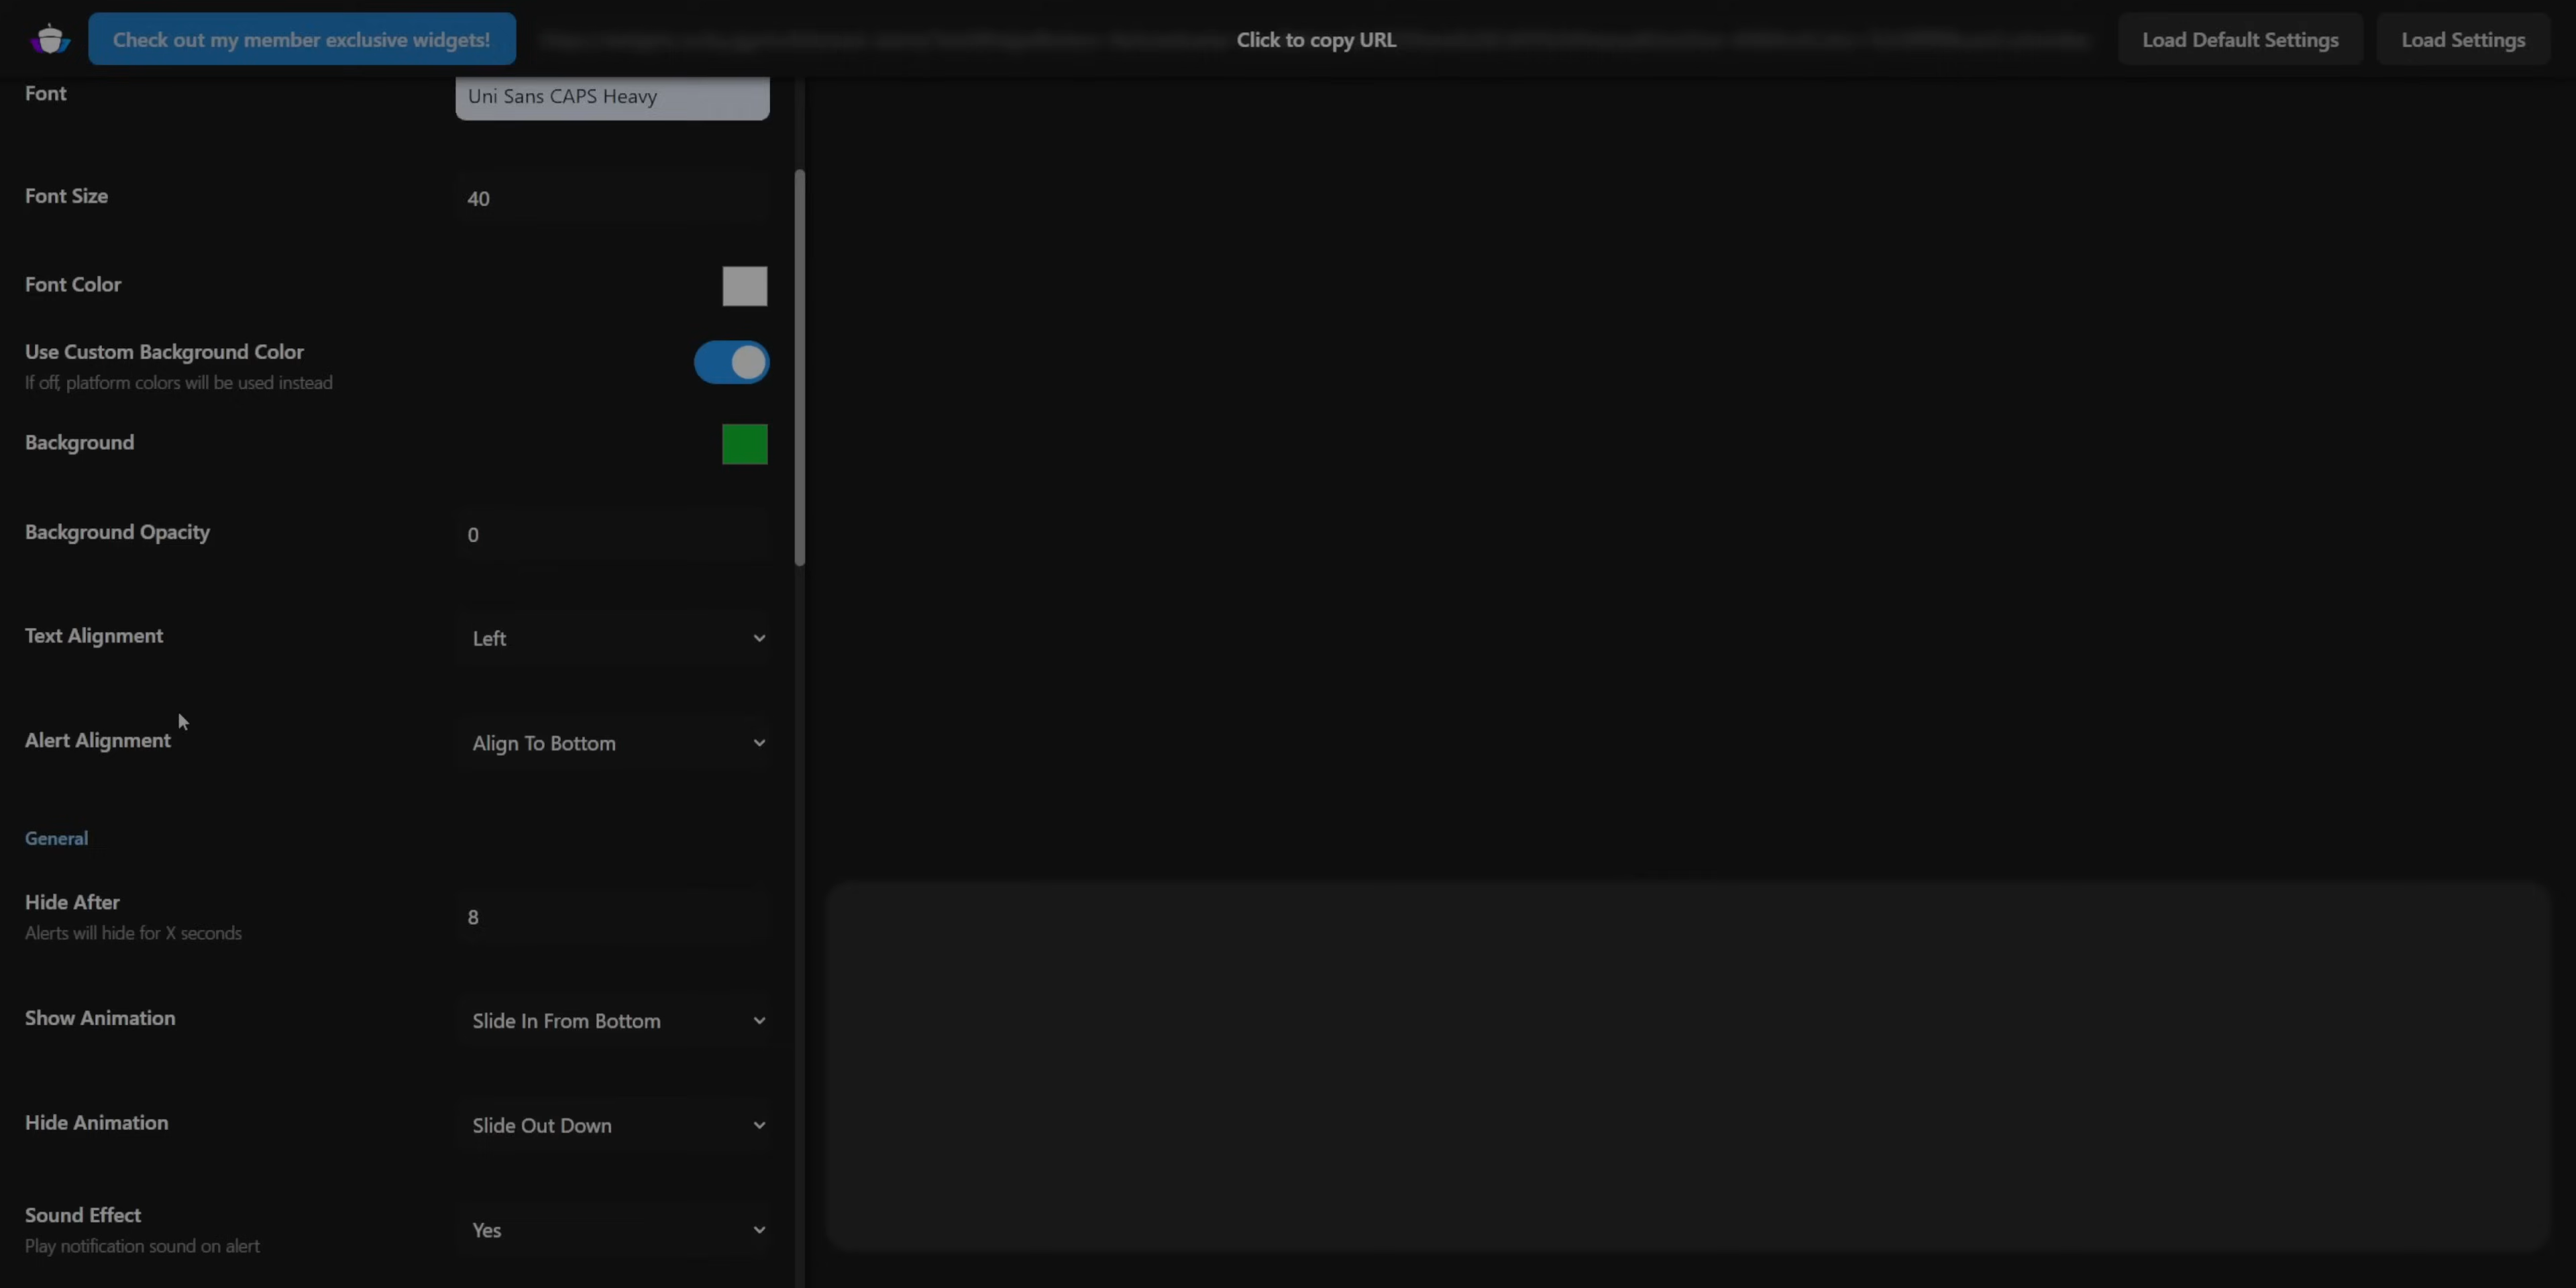 Check out my member exclusive widgets!
Click to copy URL
Load Default Settings
Load Settings
Font
Uni Sans CAPS Heavy
Font Size
40
Font Color
Use Custom Background Color
If off, platform colors will be used instead
Background
Background Opacity
0
Text Alignment
Left
Alert Alignment
Align To Bottom
General
Hide After
Alerts will hide for X seconds
8
Show Animation
Slide In From Bottom
Hide Animation
Slide Out Down
Sound Effect
Play notification sound on alert
Yes